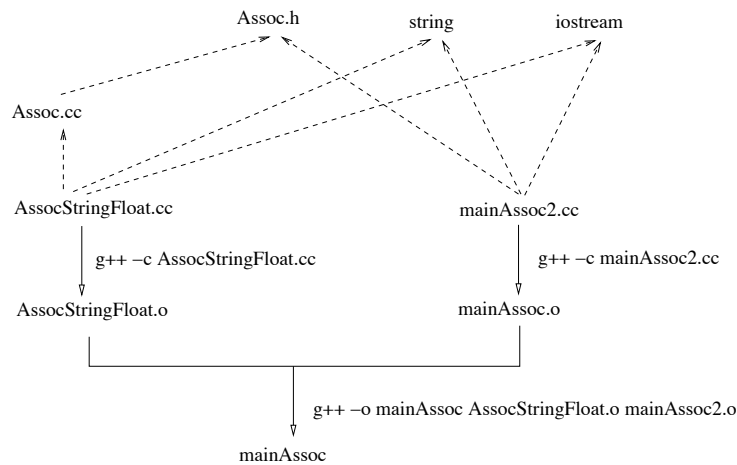 Assoc.h
string
iostream
Assoc.cc
AssocStringFloat.cc
mainAssoc2.cc
g++ −c AssocStringFloat.cc
g++ −c mainAssoc2.cc
AssocStringFloat.o
mainAssoc.o
g++ −o mainAssoc AssocStringFloat.o mainAssoc2.o
mainAssoc